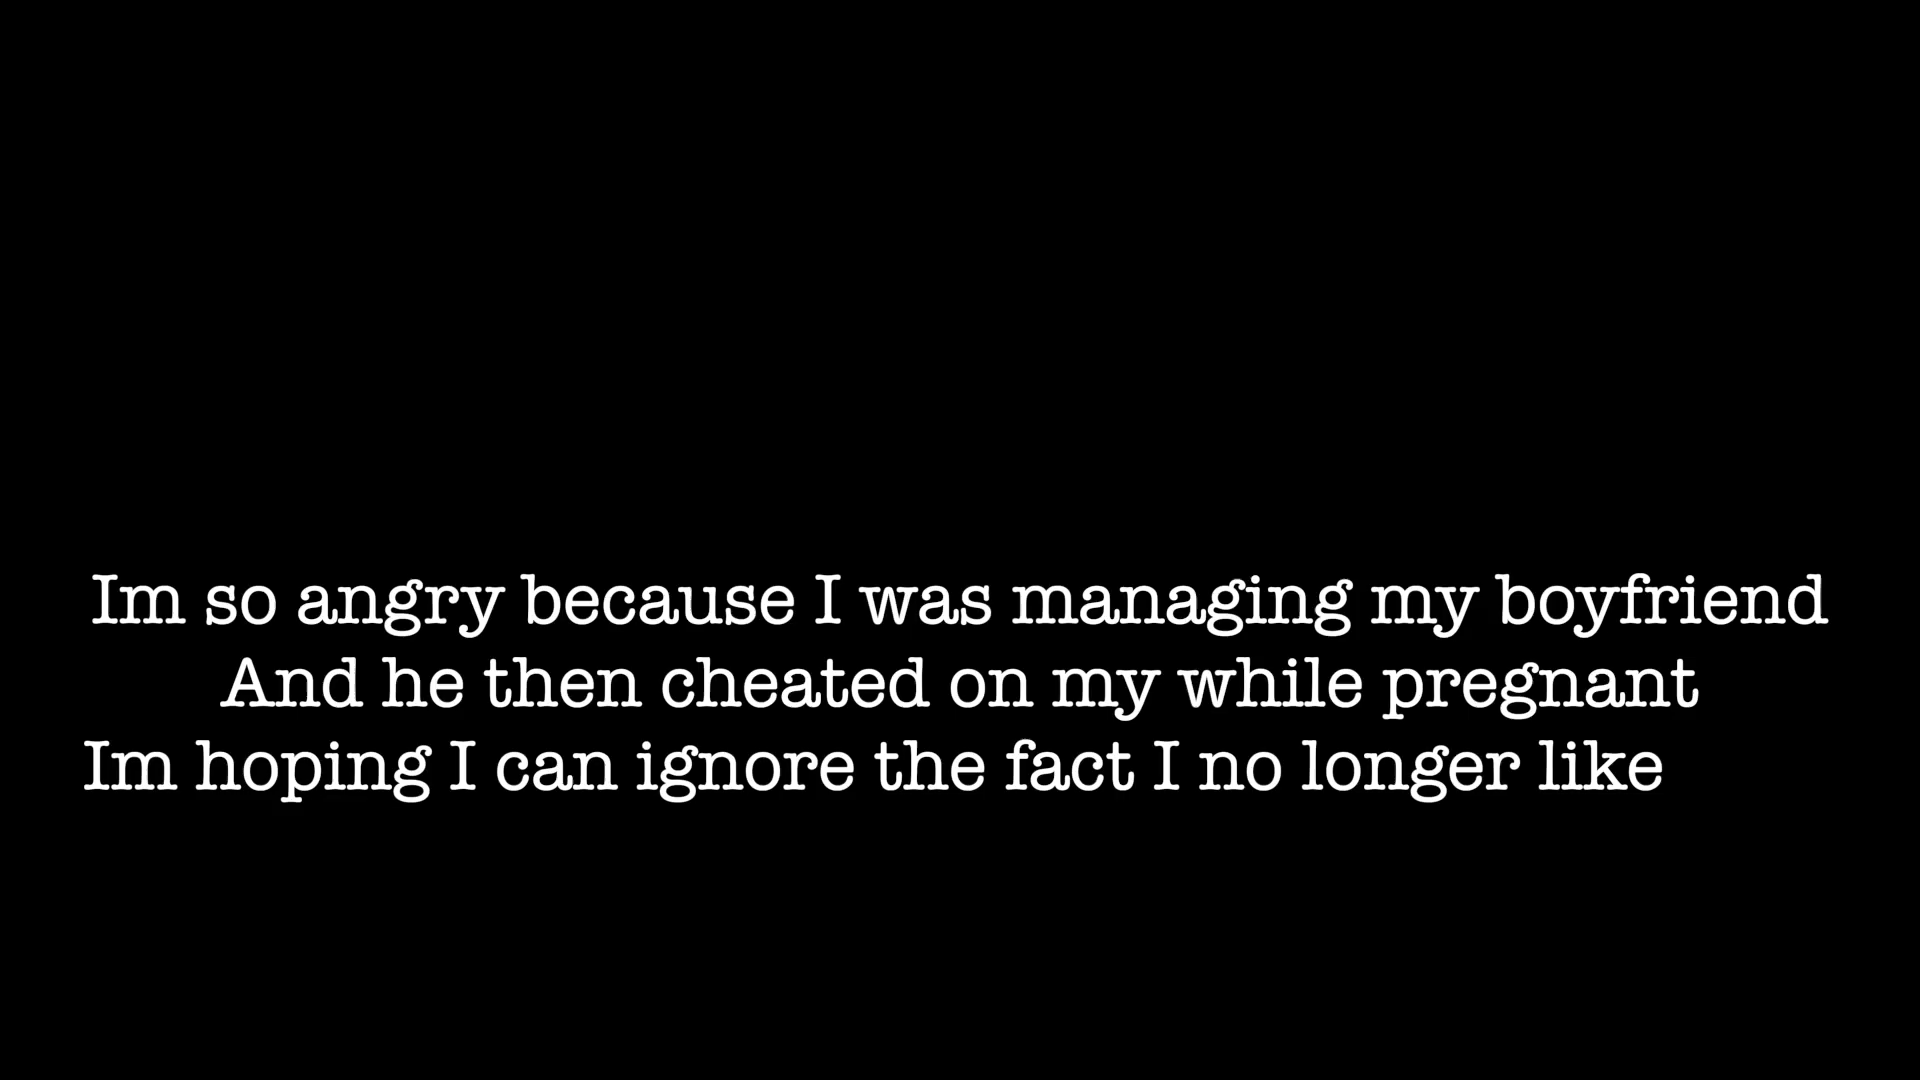 Im so angry because I was managing my boyfriend
And he then cheated on my while pregnant
Im hoping I can ignore the fact I no longer like